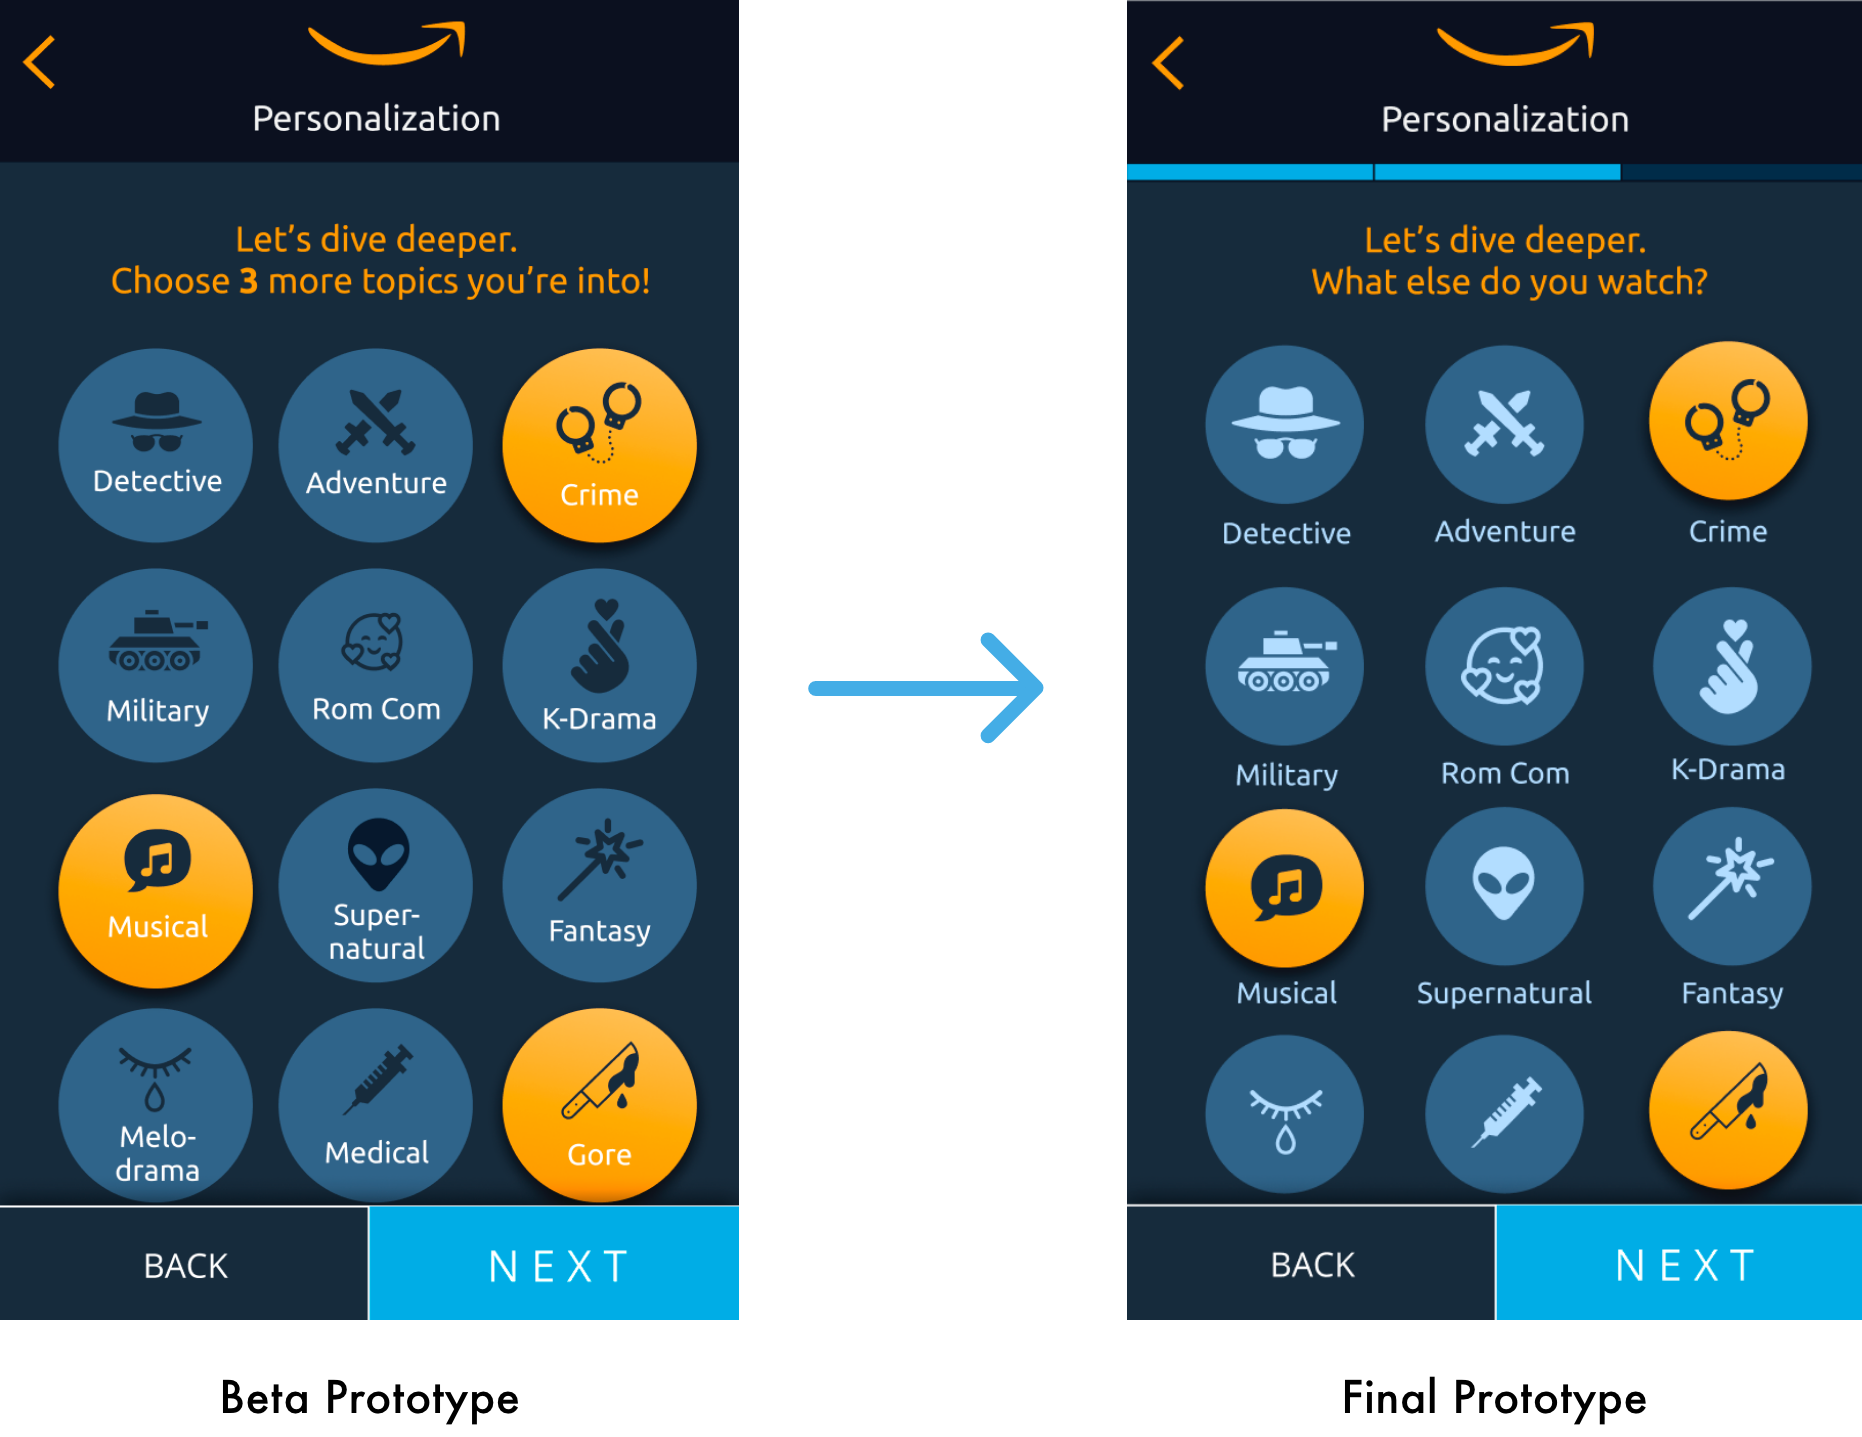 Personalization
Let's dive deeper.
Choose 3 more topics you're into!
Detective
Adventure
Crime
Military
Rom Com
K-Drama
Musical
Super-
natural
Fantasy
Melo-
drama
Medical
Gore
BACK
NEXT
Beta Prototype
Personalization
Let's dive deeper.
What else do you watch?
Detective
Adventure
Crime
Military
Rom Com
K-Drama
Musical
Supernatural
Fantasy
BACK
NEXT
Final Prototype